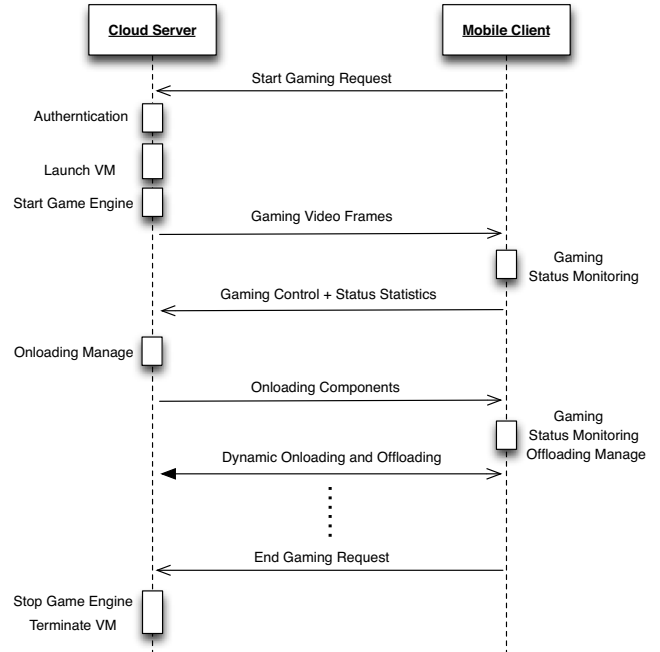 Cloud Server
Mobile Client
Start Gaming Request
Autherntication
Launch VM
Start Game Engine
Gaming Video Frames
Gaming
Status Monitoring
Gaming Control + Status Statistics
Onloading Manage
Onloading Components
Gaming
Status Monitoring
Offloading Manage
Dynamic Onloading and Offloading
End Gaming Request
Stop Game Engine
Terminate VM